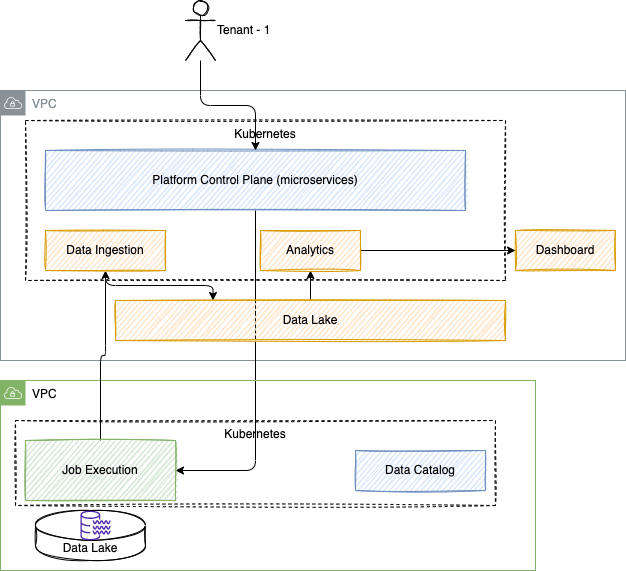 Tenant - 1
VPC
Kubernetes
Platform Control Plane (microservices)
Data Ingestion
Analytics
Dashboard
Data Lake
VPC
Kubernetes
Job Execution
Data Catalog
Data Lake